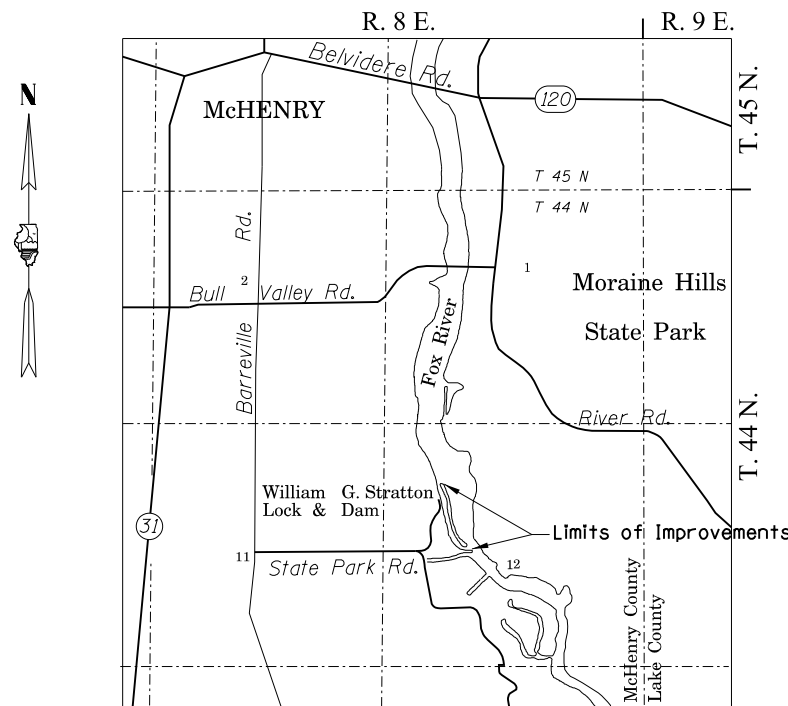 R. 8 E.
R. 9 E.
Belvidere Rd.
N
McHENRY
120
T. 45 N.
T 45 N
T 44 N
Barreville Rd.
2
1
Moraine Hills
State Park
Bull Valley Rd.
Fox River
River Rd.
T. 44 N.
William G. Stratton
Lock & Dam
31
Limits of Improvements
11
State Park Rd.
12
McHenry County
Lake County